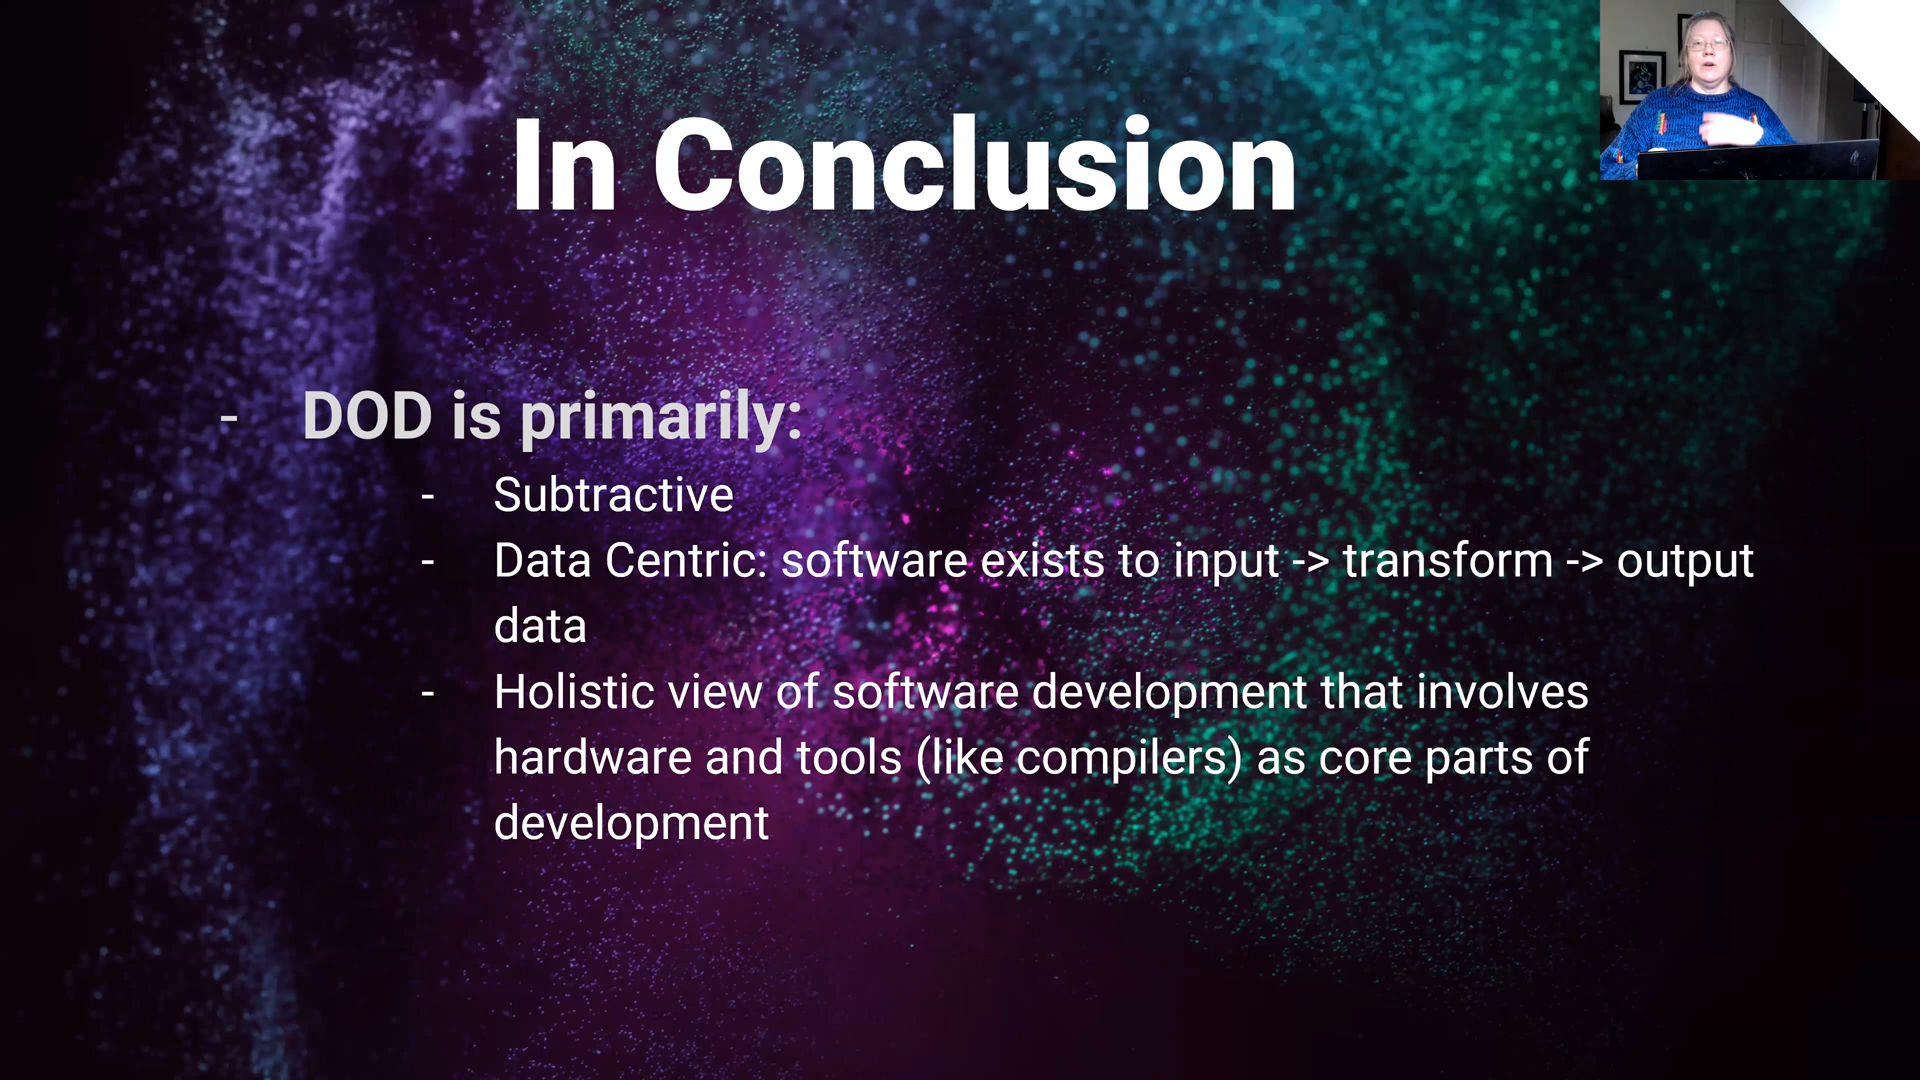 In Conclusion
- DOD is primarily:
- Subtractive
- Data Centric: software exists to input -> transform -> output
data
- Holistic view of software development that involves
hardware and tools (like compilers) as core parts of
development